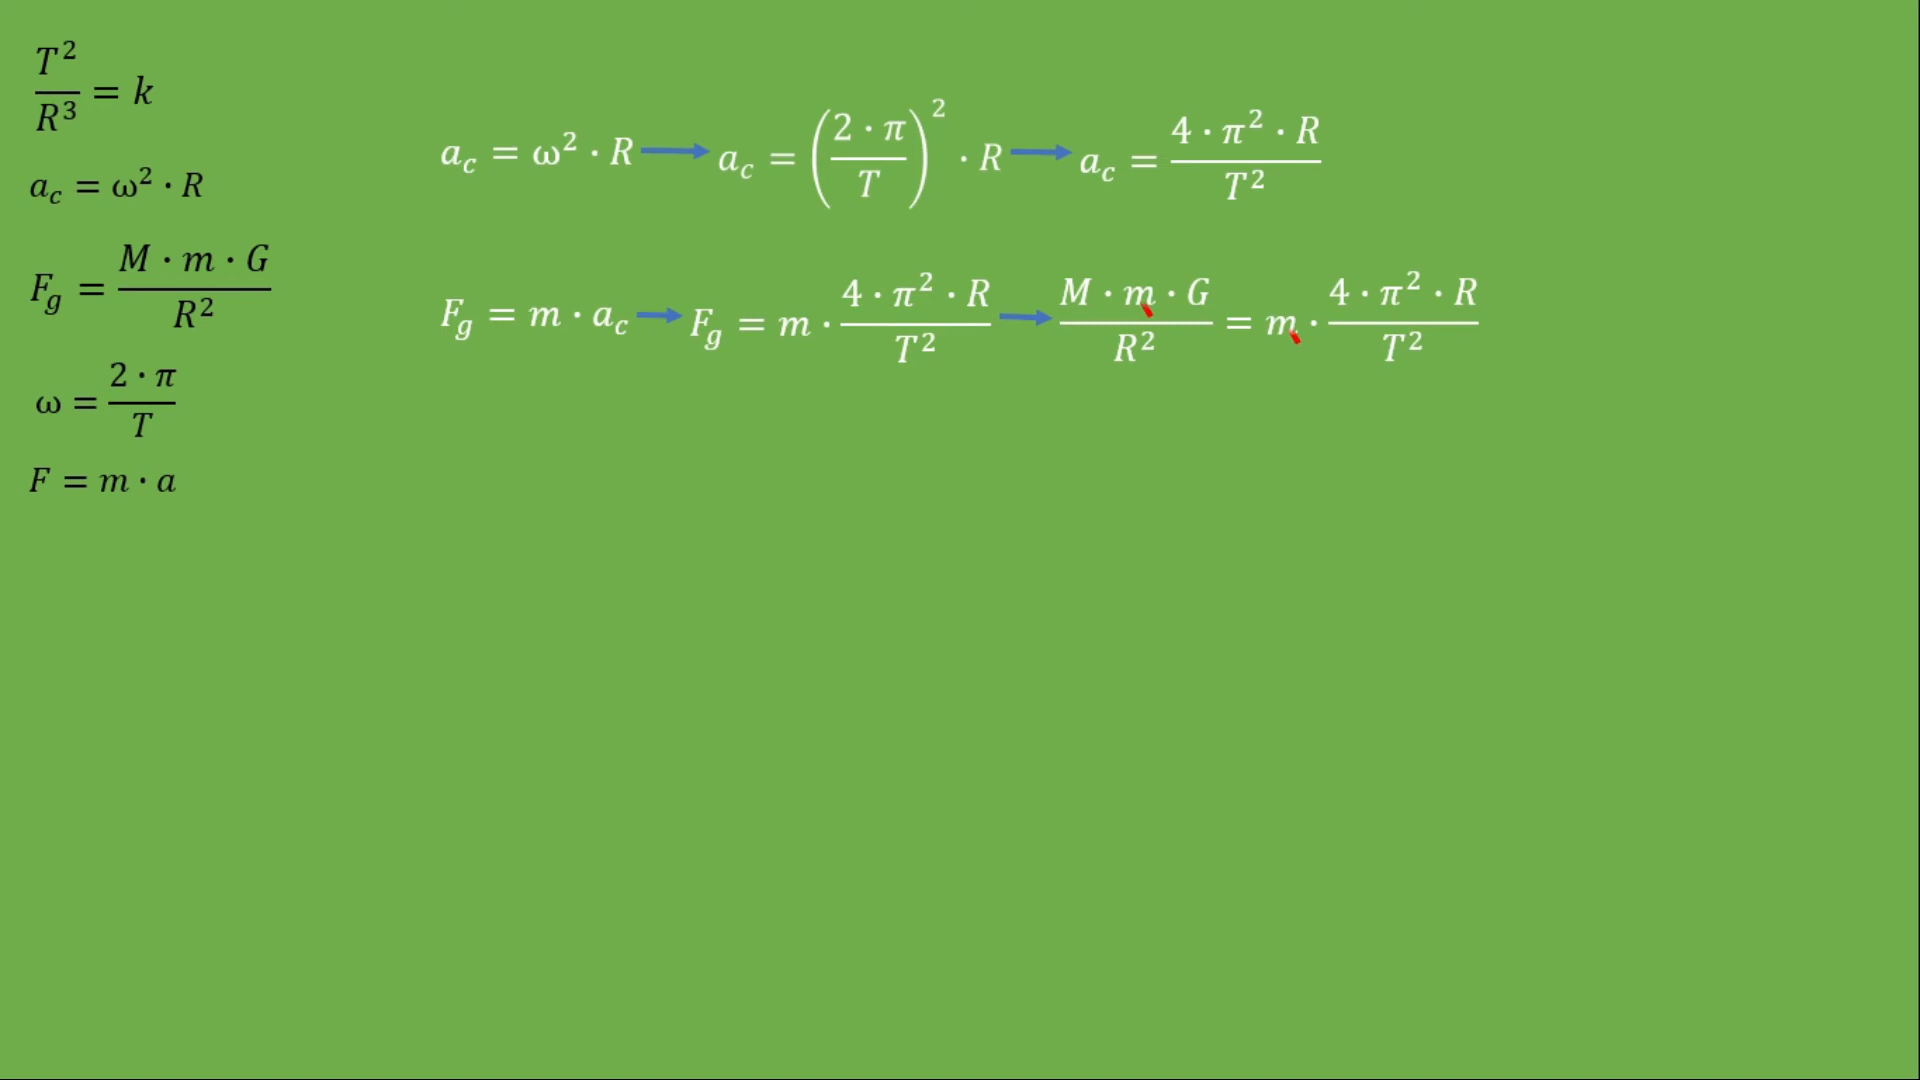 T²/R³ = k
a_c = ω² · R
F_g = (M · m · G)/R²
ω = (2 · π)/T
F = m · a
a_c = ω² · R → a_c = ((2 · π)/T)² · R → a_c = (4 · π² · R)/T²
F_g = m · a_c → F_g = m · (4 · π² · R)/T² → (M · m · G)/R² = m · (4 · π² · R)/T²